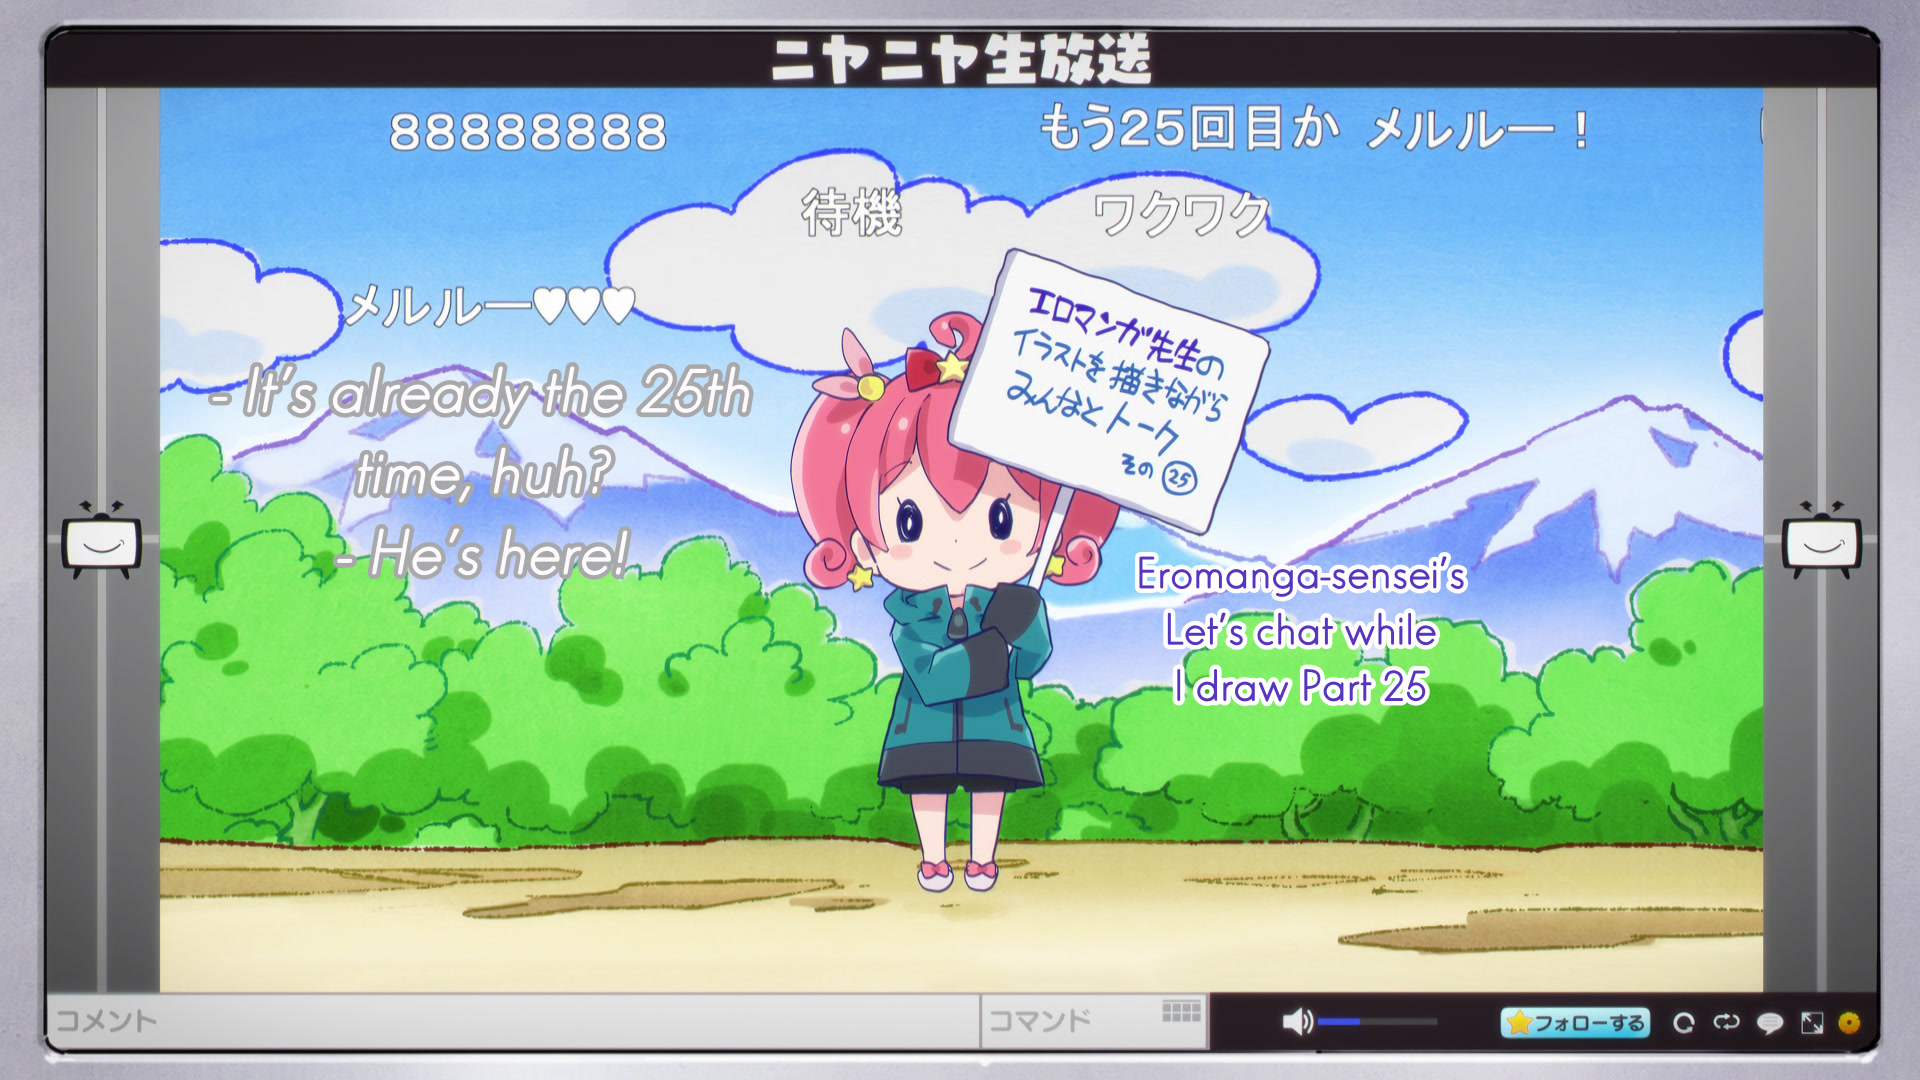 ニヤニヤ生放送
88888888
もう25回目か メルルー！
待機
ワクワク
メルルー♥♥♥
- It's already the 25th
time, huh?
- He's here!
エロマンガ先生の
イラストを描きながら
みんなとトーク
その㉕
Eromanga-sensei's
Let's chat while
I draw Part 25
コメント
コマンド
フォローする